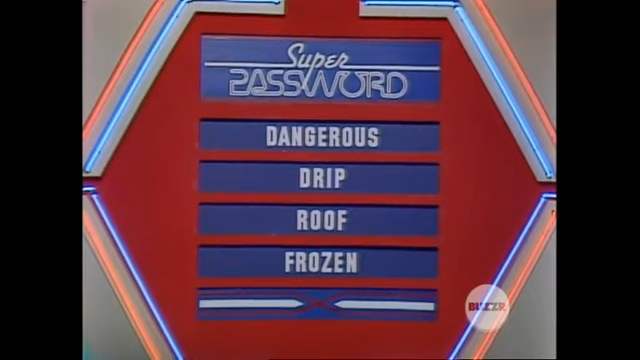 Super
PASSWORD
DANGEROUS
DRIP
ROOF
FROZEN
BUZZR